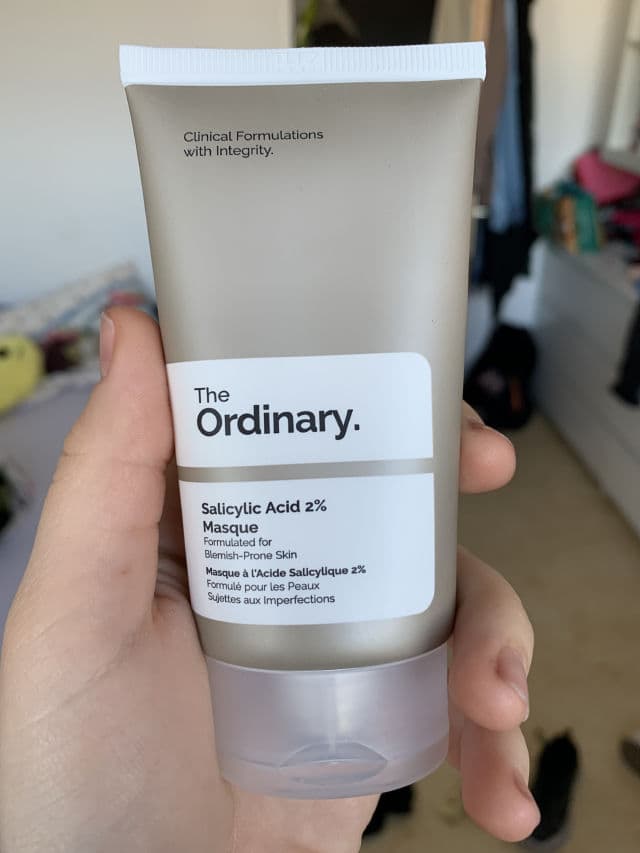 Clinical Formulations
with Integrity.
The
Ordinary.
Salicylic Acid 2%
Masque
Formulated for
Blemish-Prone Skin
Masque à l'Acide Salicylique 2%
Formulé pour les Peaux
Sujettes aux Imperfections